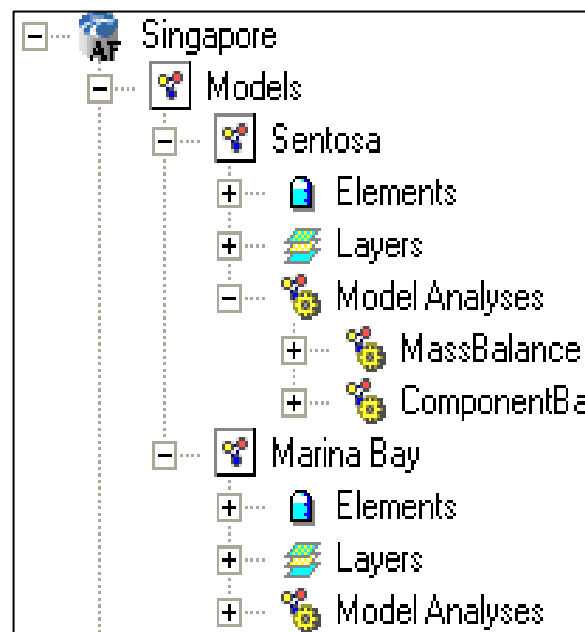 AF Singapore
Models
Sentosa
Elements
Layers
Model Analyses
MassBalance
ComponentBa
Marina Bay
Elements
Layers
Model Analyses